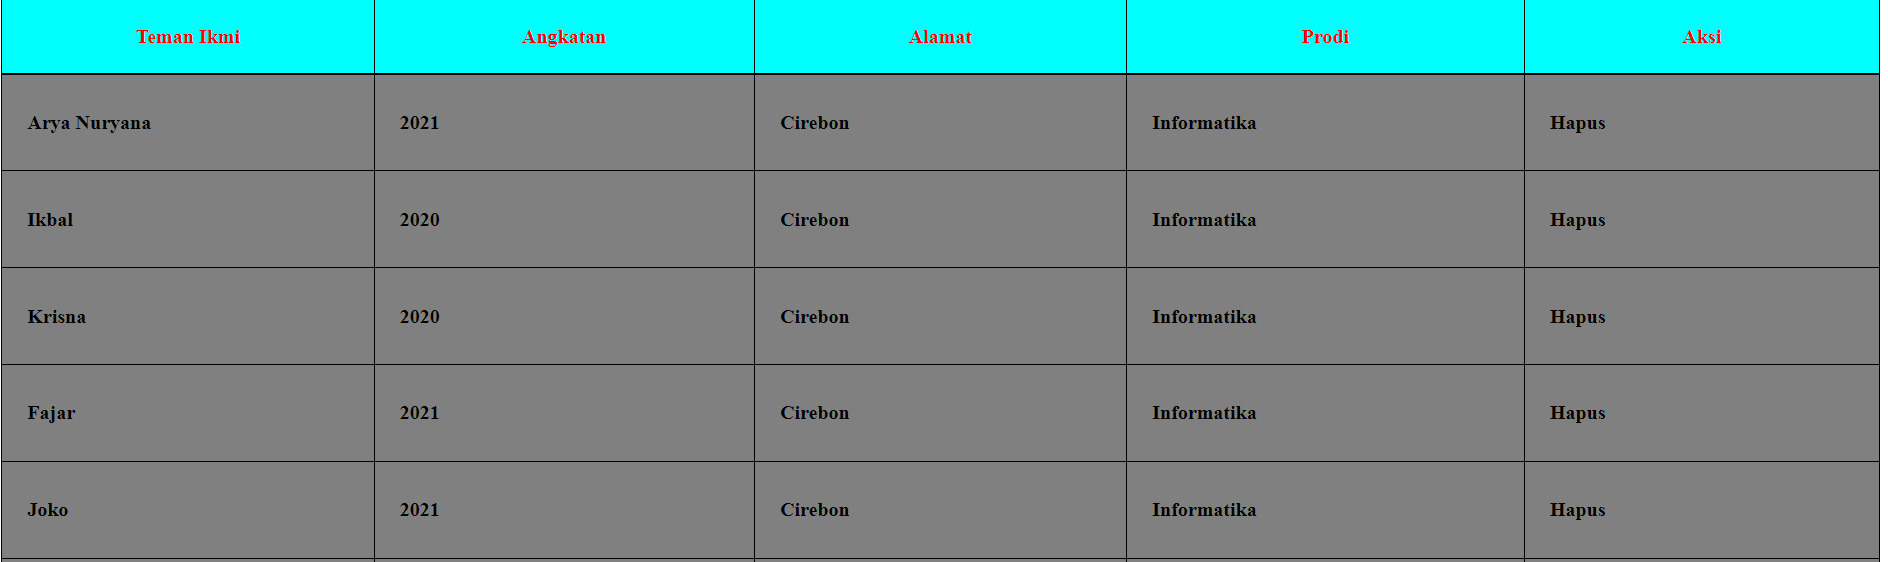 Teman Ikmi Angkatan Alamat Prodi Aksi
Arya Nuryana 2021 Cirebon Informatika Hapus
Ikbal 2020 Cirebon Informatika Hapus
Krisna 2020 Cirebon Informatika Hapus
Fajar 2021 Cirebon Informatika Hapus
Joko 2021 Cirebon Informatika Hapus